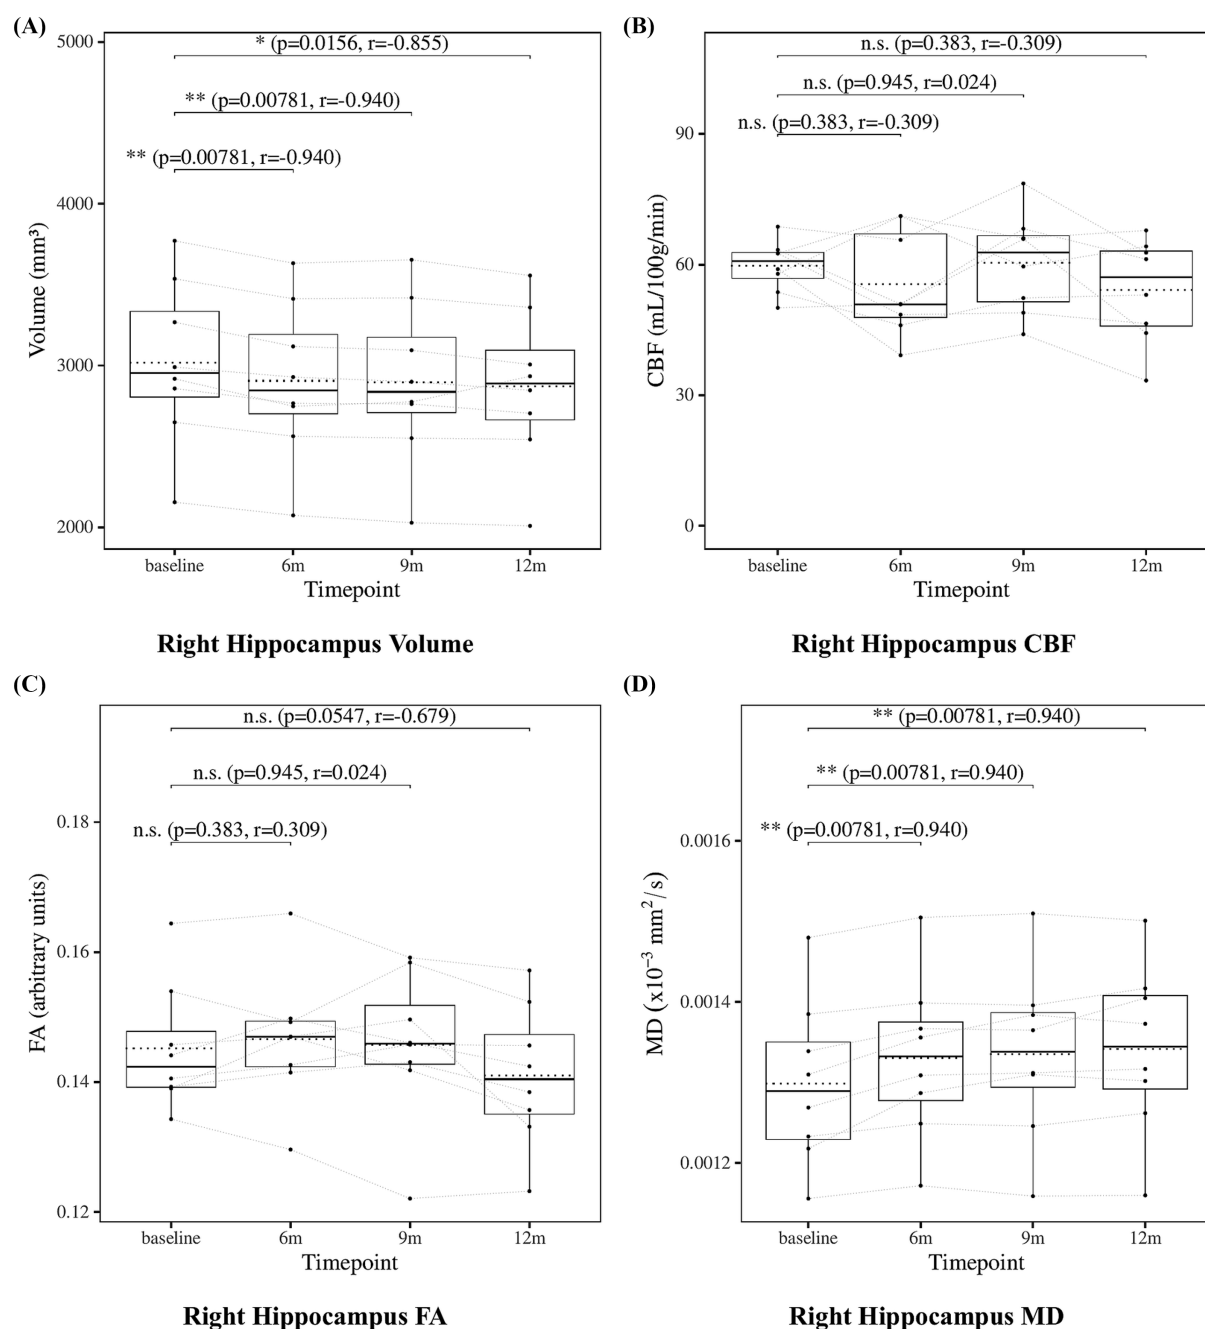 (A)
* (p=0.0156, r=-0.855)
** (p=0.00781, r=-0.940)
** (p=0.00781, r=-0.940)
5000
4000
3000
2000
Volume (mm³)
baseline 6m 9m 12m
Timepoint
Right Hippocampus Volume
(B)
n.s. (p=0.383, r=-0.309)
n.s. (p=0.945, r=0.024)
n.s. (p=0.383, r=-0.309)
90
60
30
0
CBF (mL/100g/min)
baseline 6m 9m 12m
Timepoint
Right Hippocampus CBF
(C)
n.s. (p=0.0547, r=-0.679)
n.s. (p=0.945, r=0.024)
n.s. (p=0.383, r=0.309)
0.18
0.16
0.14
0.12
FA (arbitrary units)
baseline 6m 9m 12m
Timepoint
Right Hippocampus FA
(D)
** (p=0.00781, r=0.940)
** (p=0.00781, r=0.940)
** (p=0.00781, r=0.940)
0.0016
0.0014
0.0012
MD (x10⁻³ mm²/s)
baseline 6m 9m 12m
Timepoint
Right Hippocampus MD